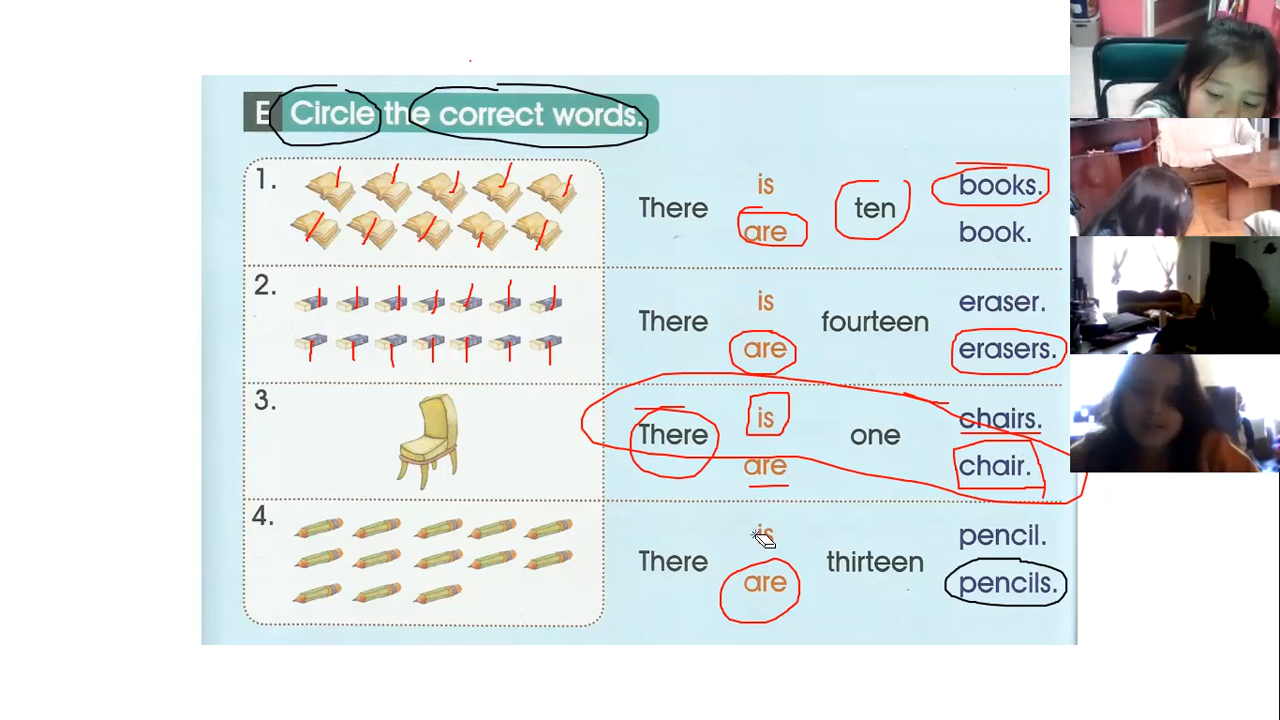 E Circle the correct words.
1. There is are ten books. book.
2. There is are fourteen eraser. erasers.
3. There is are one chairs. chair.
4. There is are thirteen pencil. pencils.